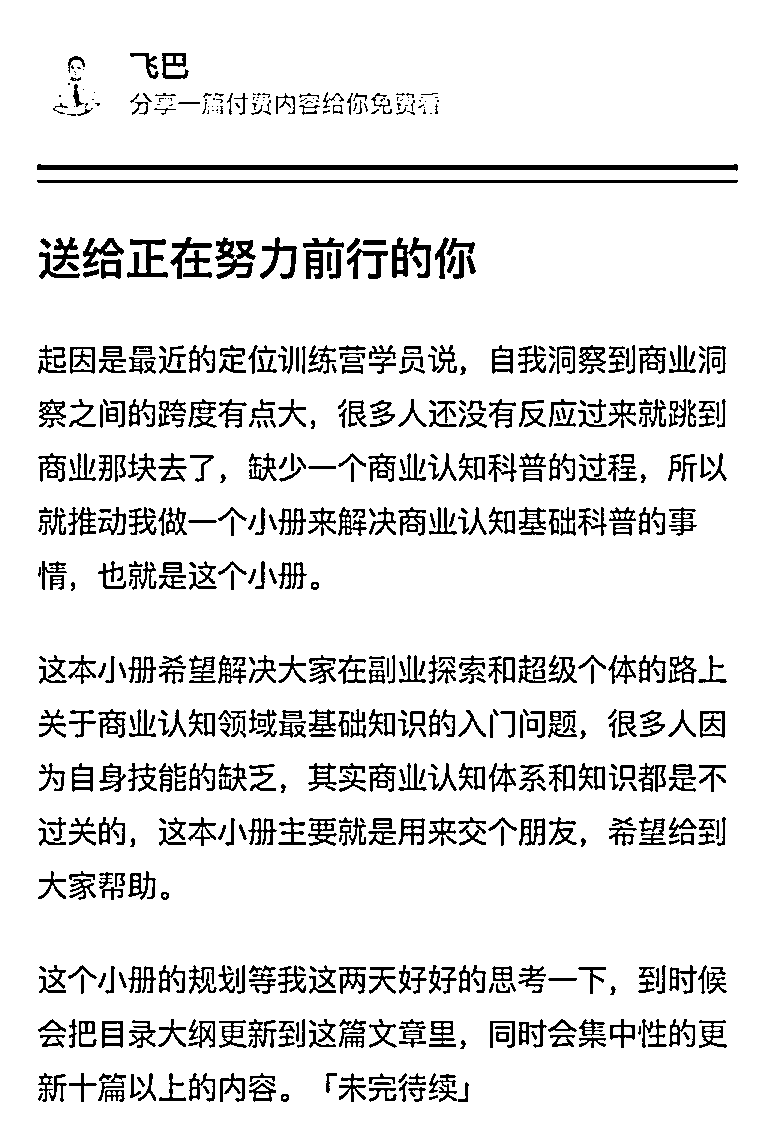 飞巴
分享一篇付费内容给你免费看
送给正在努力前行的你
起因是最近的定位训练营学员说，自我洞察到商业洞
察之间的跨度有点大，很多人还没有反应过来就跳到
商业那块去了，缺少一个商业认知科普的过程，所以
就推动我做一个小册来解决商业认知基础科普的事
情，也就是这个小册。
这本小册希望解决大家在副业探索和超级个体的路上
关于商业认知领域最基础知识的入门问题，很多人因
为自身技能的缺乏，其实商业认知体系和知识都是不
过关的，这本小册主要就是用来交个朋友，希望给到
大家帮助。
这个小册的规划等我这两天好好的思考一下，到时候
会把目录大纲更新到这篇文章里，同时会集中性的更
新十篇以上的内容。「未完待续」